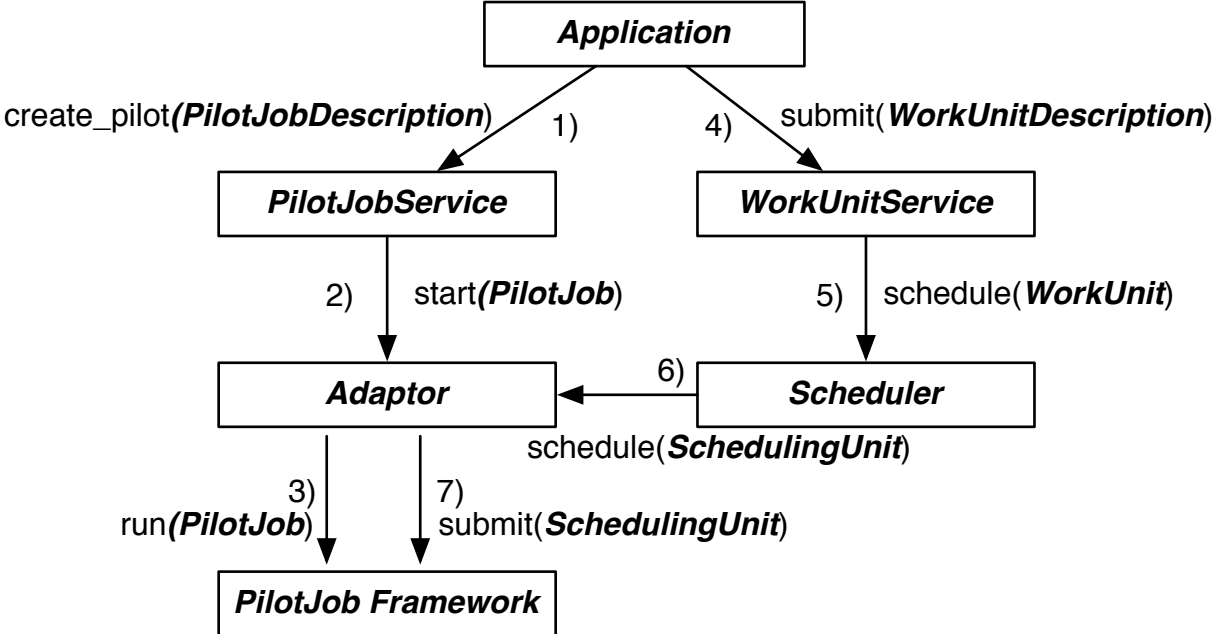 Application
create_pilot(PilotJobDescription)
1)
4)
submit(WorkUnitDescription)
PilotJobService
WorkUnitService
2)
start(PilotJob)
5)
schedule(WorkUnit)
Adaptor
6)
Scheduler
schedule(SchedulingUnit)
3)
7)
run(PilotJob)
submit(SchedulingUnit)
PilotJob Framework